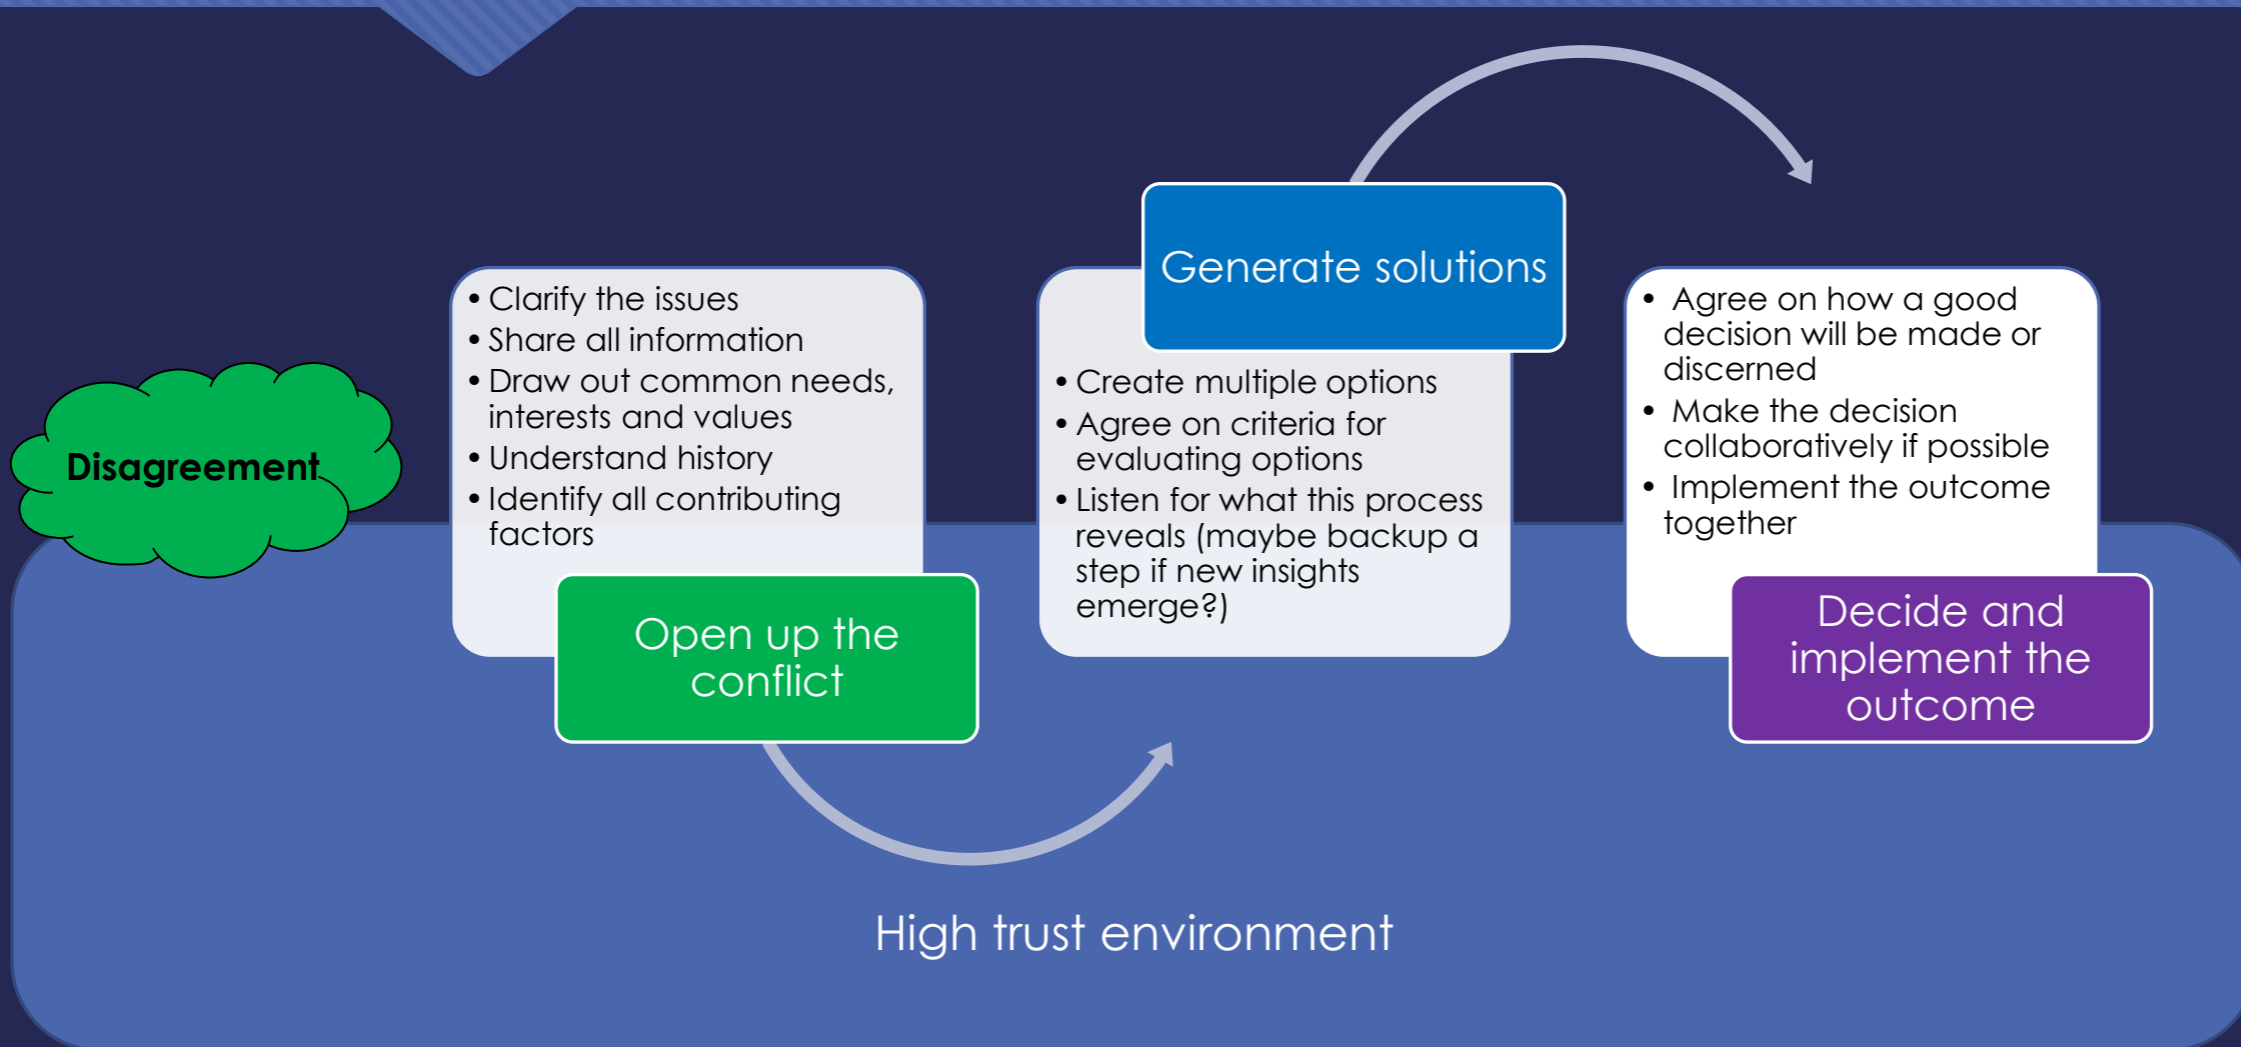 Disagreement
• Clarify the issues
• Share all information
• Draw out common needs,
interests and values
• Understand history
• Identify all contributing
factors
Open up the
conflict
Generate solutions
• Create multiple options
• Agree on criteria for
evaluating options
• Listen for what this process
reveals (maybe backup a
step if new insights
emerge?)
• Agree on how a good
decision will be made or
discerned
• Make the decision
collaboratively if possible
• Implement the outcome
together
Decide and
implement the
outcome
High trust environment